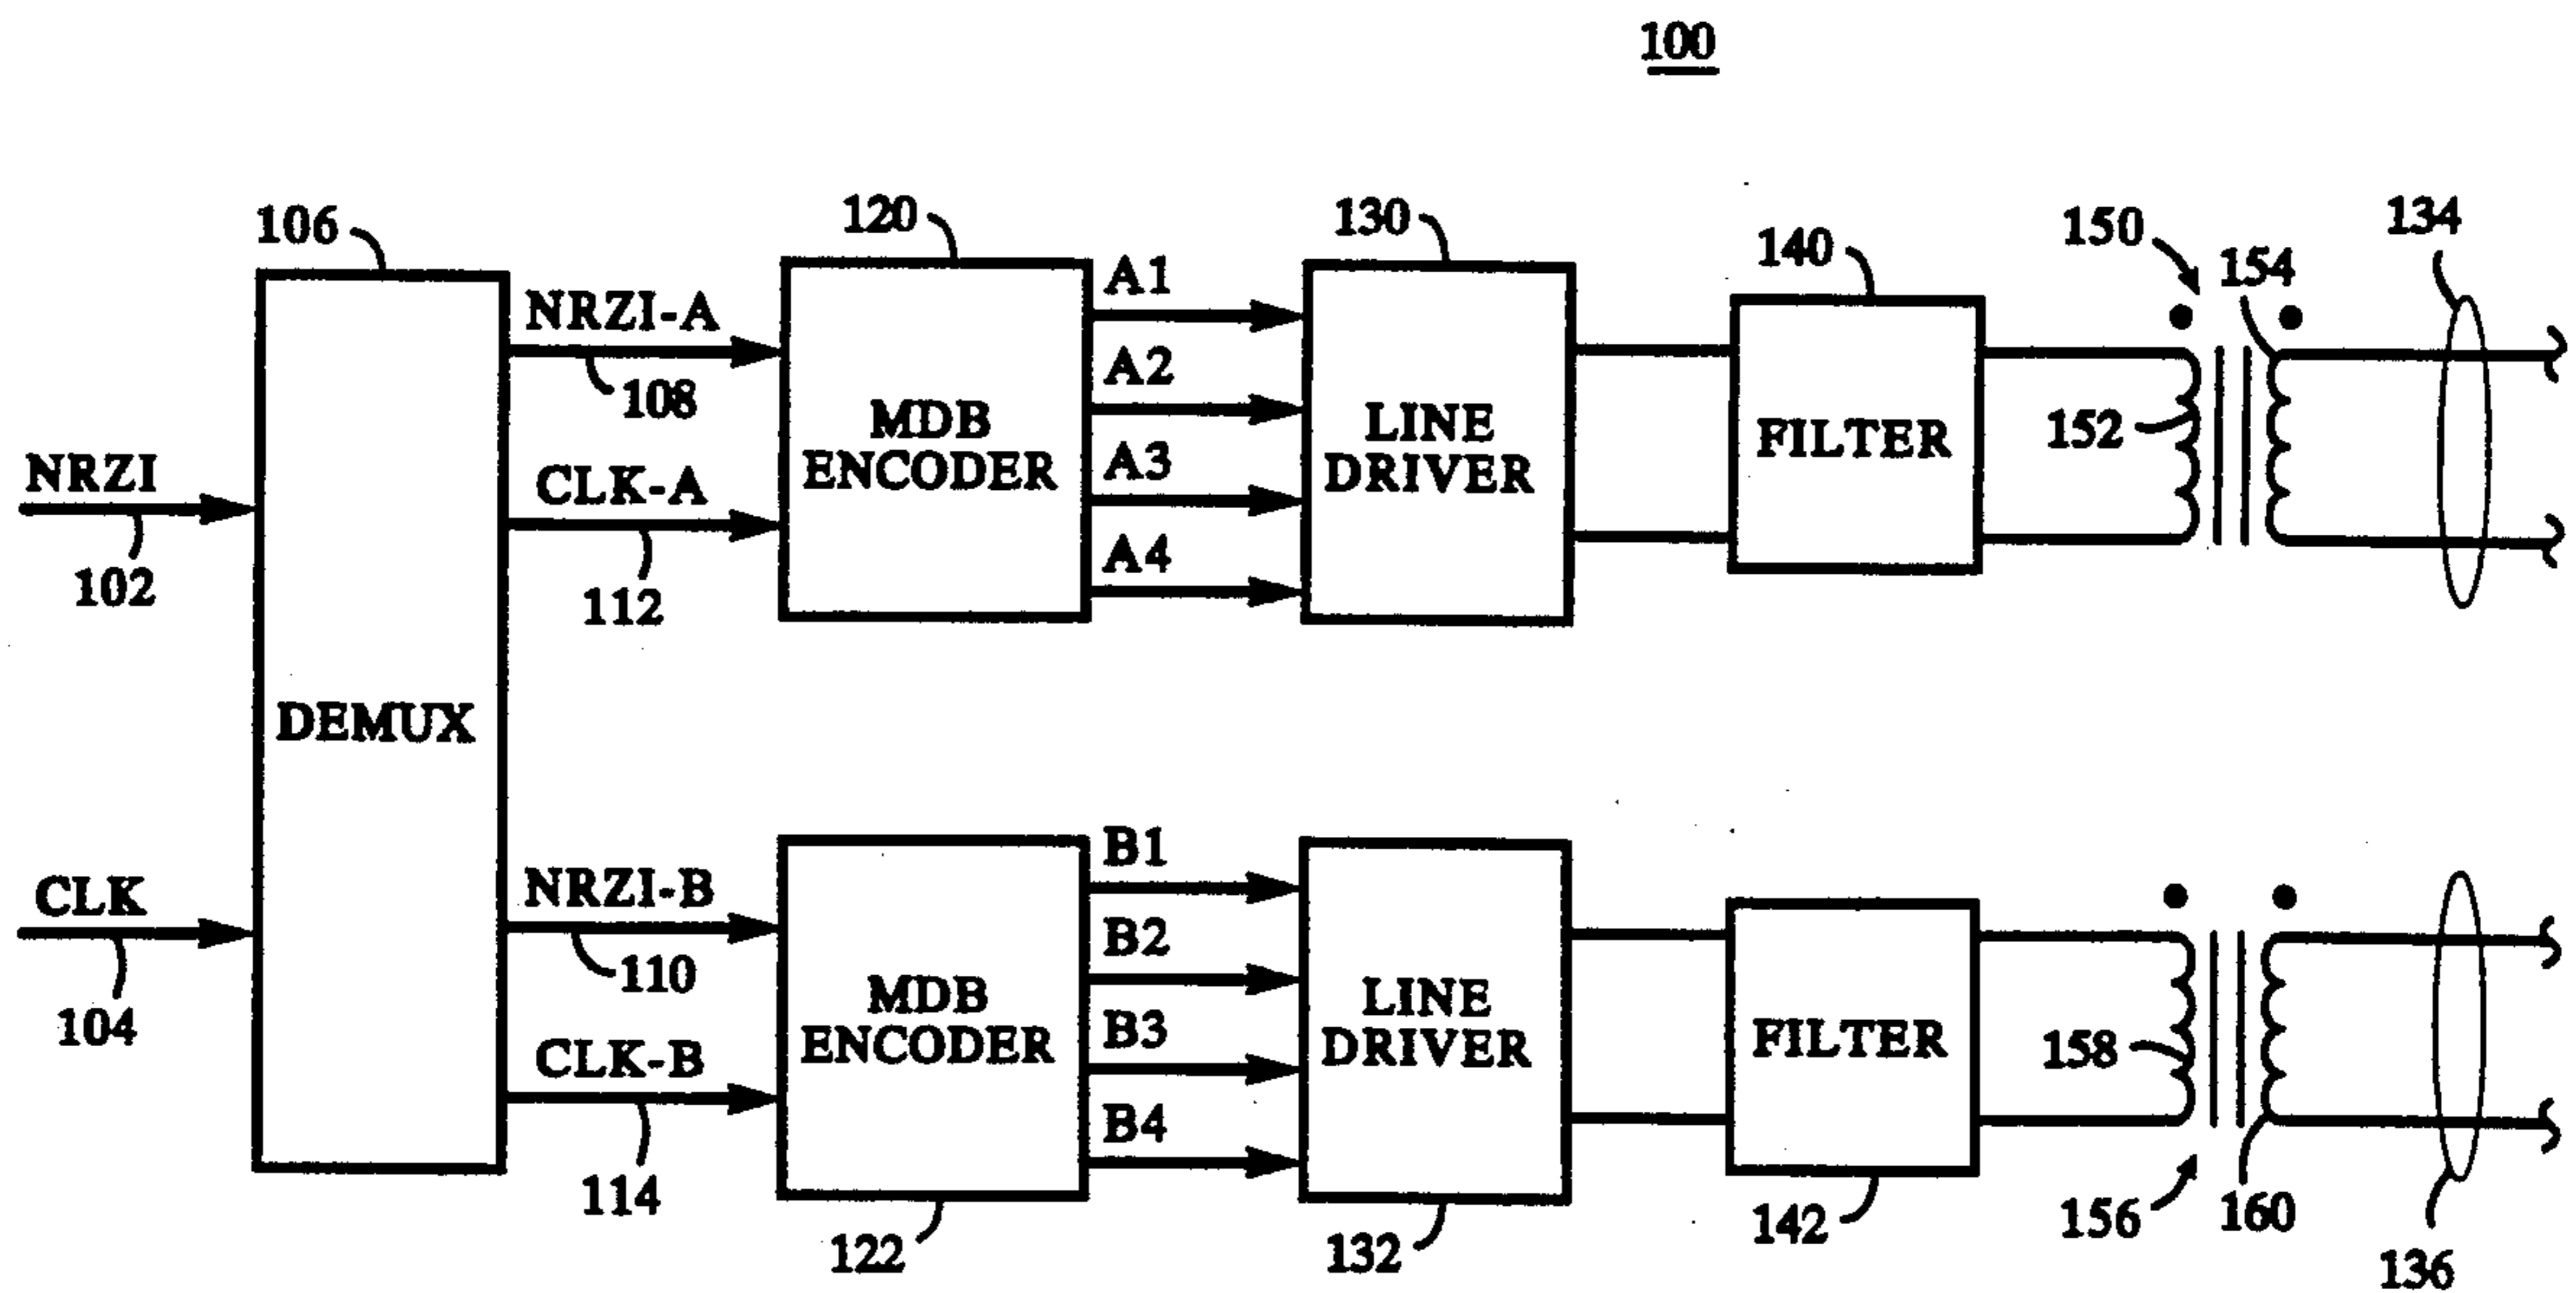 100
106
120
130
140
150
154
134
NRZI-A
108
A1
A2
A3
A4
MDB
ENCODER
LINE
DRIVER
FILTER
152
NRZI
102
CLK-A
112
DEMUX
CLK
104
NRZI-B
110
CLK-B
114
MDB
ENCODER
122
B1
B2
B3
B4
LINE
DRIVER
132
FILTER
142
158
156
160
136